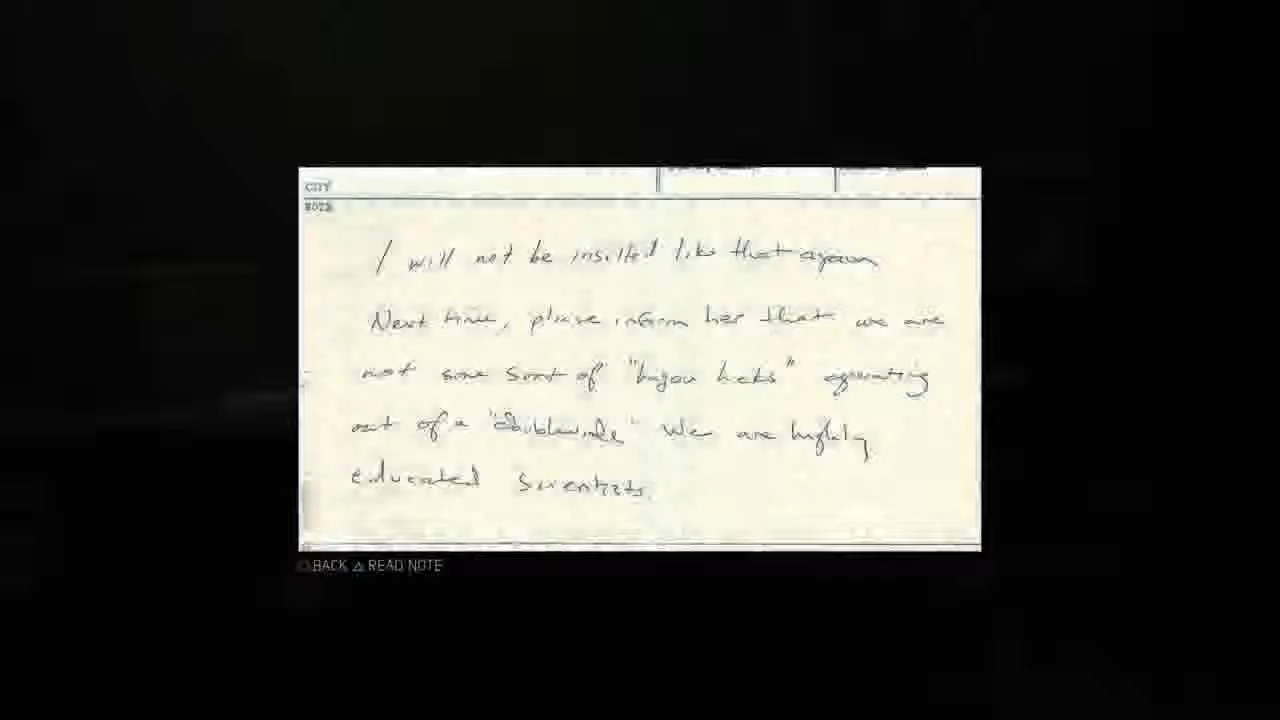 CITY
NOTE
I will not be insulted like that again
Next time, please inform her that we are
not some sort of "bayou hicks" operating
out of a "doublewide" We are highly
educated scientists.
BACK △ READ NOTE